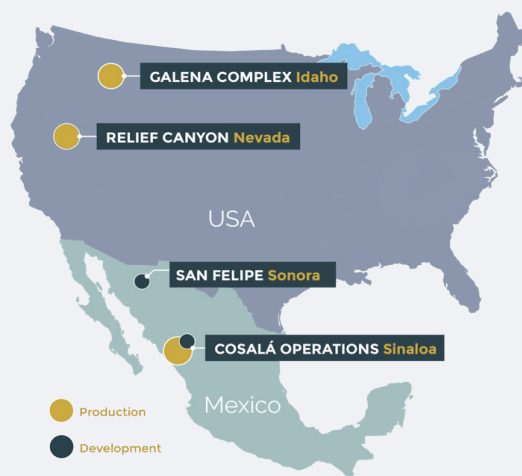 GALENA COMPLEX Idaho
RELIEF CANYON Nevada
USA
SAN FELIPE Sonora
COSALÁ OPERATIONS Sinaloa
Mexico
Production
Development